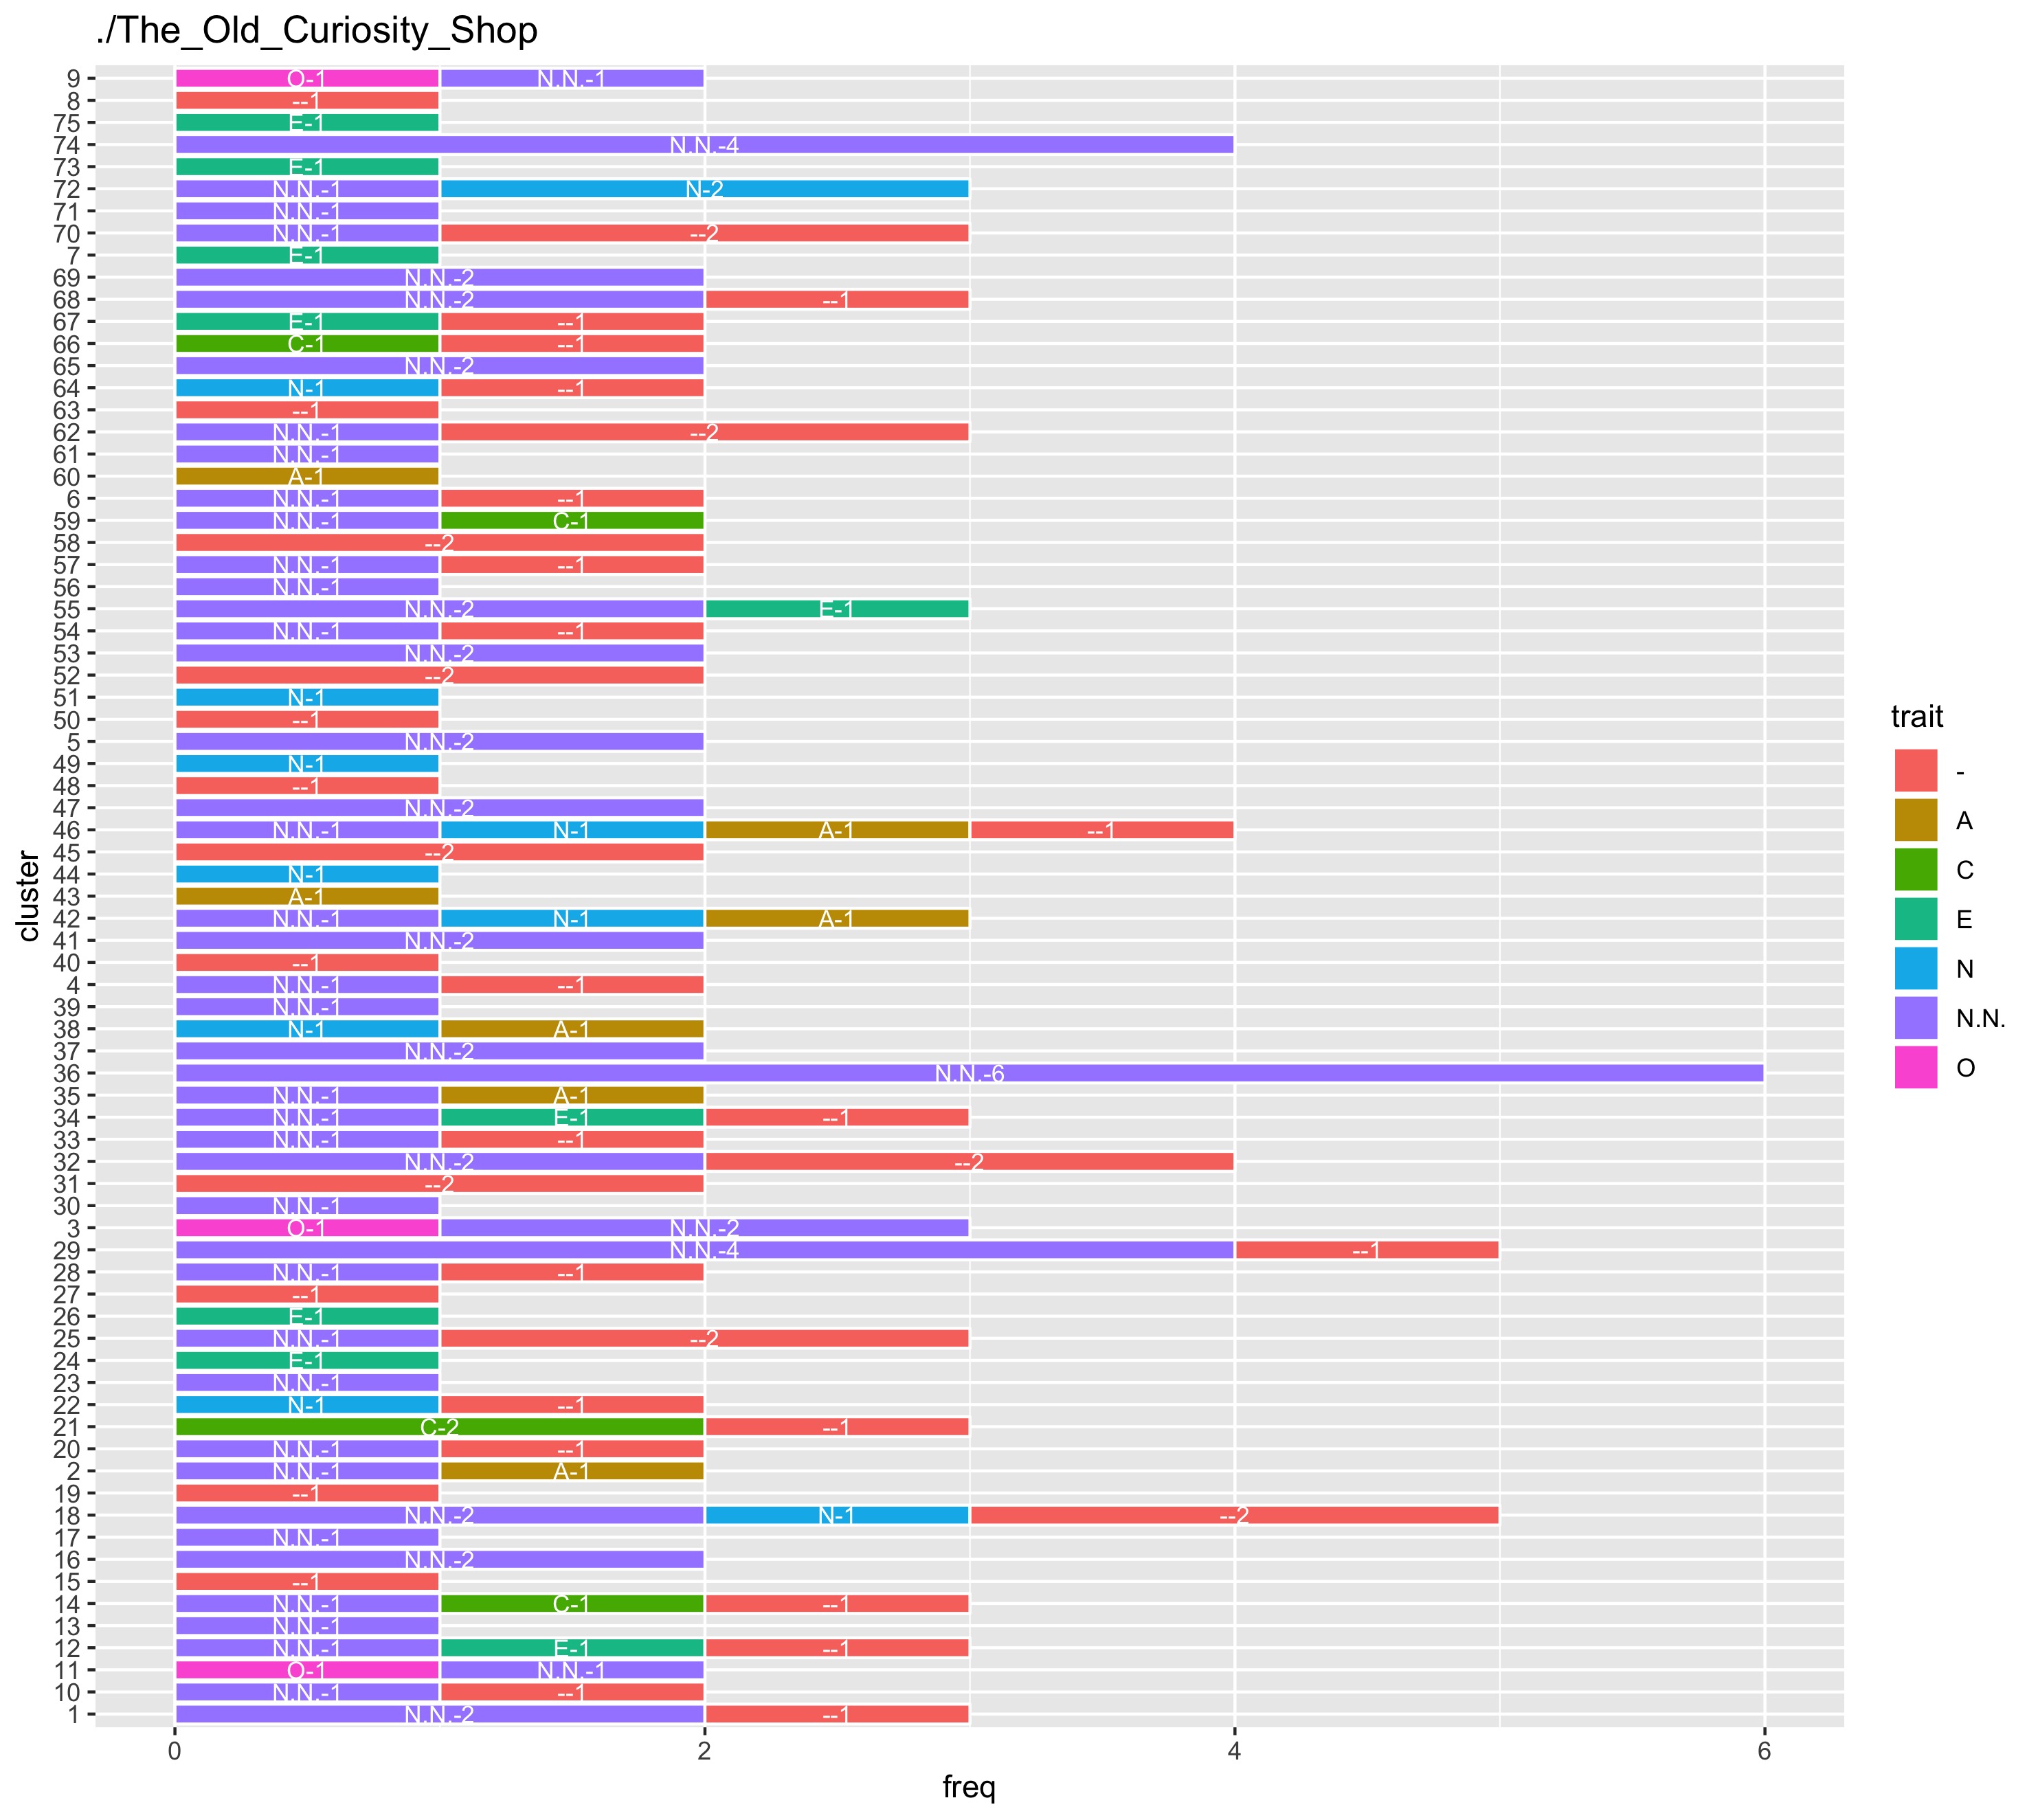 ./The_Old_Curiosity_Shop
9 O-1 N.N.-1
8 --1
75 E-1
74 N.N.-4
73 E-1
72 N.N.-1 N-2
71 N.N.-1
70 N.N.-1 --2
7 E-1
69 N.N.-2
68 N.N.-2 --1
67 E-1 --1
66 C-1 --1
65 N.N.-2
64 N-1 --1
63 --1
62 N.N.-1 --2
61 N.N.-1
60 A-1
6 N.N.-1 --1
59 N.N.-1 C-1
58 --2
57 N.N.-1 --1
56 N.N.-1
55 N.N.-2 E-1
54 N.N.-1 --1
53 N.N.-2
52 --2
51 N-1
50 --1
5 N.N.-2
49 N-1
48 --1
47 N.N.-2
46 N.N.-1 N-1 A-1 --1
45 --2
44 N-1
43 A-1
42 N.N.-1 N-1 A-1
41 N.N.-2
40 --1
4 N.N.-1 --1
39 N.N.-1
38 N-1 A-1
37 N.N.-2
36 N.N.-6
35 N.N.-1 A-1
34 N.N.-1 E-1 --1
33 N.N.-1 --1
32 N.N.-2 --2
31 --2
30 N.N.-1
3 O-1 N.N.-2
29 N.N.-4 --1
28 N.N.-1 --1
27 --1
26 E-1
25 N.N.-1 --2
24 E-1
23 N.N.-1
22 N-1 --1
21 C-2 --1
20 N.N.-1 --1
2 N.N.-1 A-1
19 --1
18 N.N.-2 N-1 --2
17 N.N.-1
16 N.N.-2
15 --1
14 N.N.-1 C-1 --1
13 N.N.-1
12 N.N.-1 E-1 --1
11 O-1 N.N.-1
10 N.N.-1 --1
1 N.N.-2 --1
0 2 4 6
freq
cluster
trait
-
A
C
E
N
N.N.
O